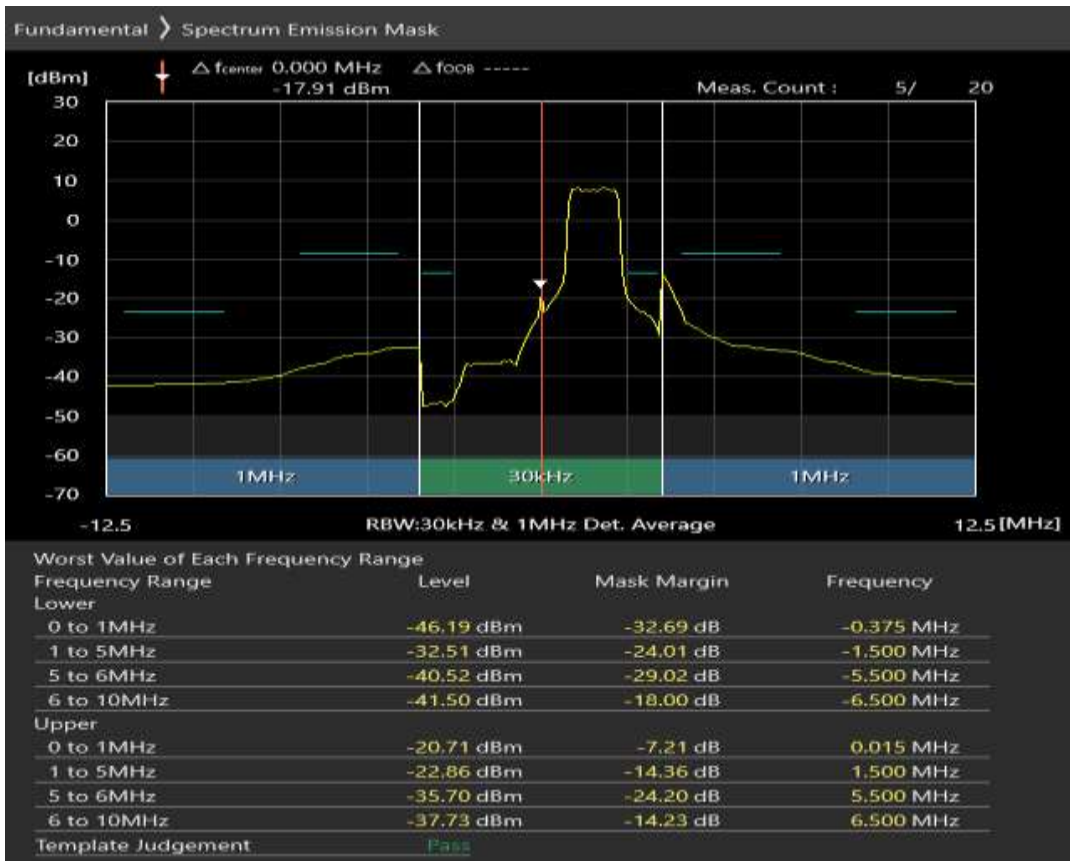 Fundamental ❯ Spectrum Emission Mask
[dBm] △ fcenter 0.000 MHz △ fOOB -----
-17.91 dBm Meas. Count : 5/ 20
30
20
10
0
-10
-20
-30
-40
-50
-60
1MHz 30kHz 1MHz
-70
-12.5 RBW:30kHz & 1MHz Det. Average 12.5 [MHz]
Worst Value of Each Frequency Range
Frequency Range Level Mask Margin Frequency
Lower
0 to 1MHz -46.19 dBm -32.69 dB -0.375 MHz
1 to 5MHz -32.51 dBm -24.01 dB -1.500 MHz
5 to 6MHz -40.52 dBm -29.02 dB -5.500 MHz
6 to 10MHz -41.50 dBm -18.00 dB -6.500 MHz
Upper
0 to 1MHz -20.71 dBm -7.21 dB 0.015 MHz
1 to 5MHz -22.86 dBm -14.36 dB 1.500 MHz
5 to 6MHz -35.70 dBm -24.20 dB 5.500 MHz
6 to 10MHz -37.73 dBm -14.23 dB 6.500 MHz
Template Judgement Pass